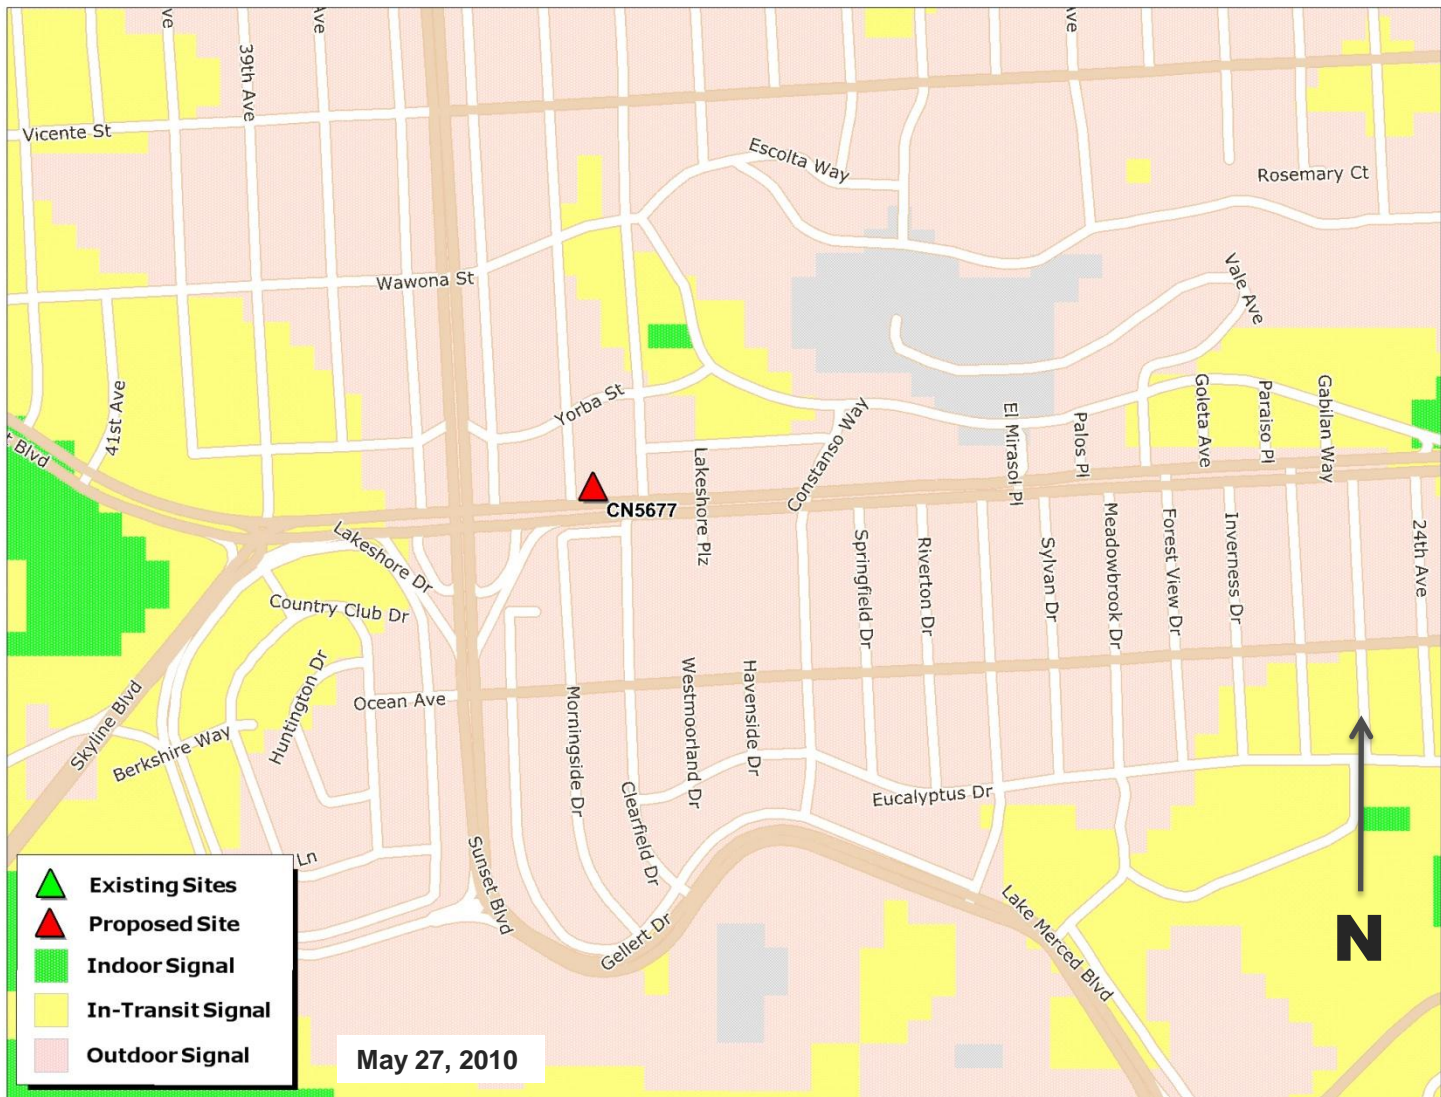 ve
Ave
Ave
39th Ave
Vicente St
Escolta Way
Rosemary Ct
Wawona St
Vale Ave
41st Ave
Yorba St
t Blvd
Constanso Way
El Mirasol Pl
Palos Pl
Goleta Ave
Paraiso Pl
Gabilan Way
Lakeshore Plz
CN5677
Lakeshore Dr
Country Club Dr
Springfield Dr
Riverton Dr
Sylvan Dr
Meadowbrook Dr
Forest View Dr
Inverness Dr
24th Ave
Huntington Dr
Ocean Ave
Skyline Blvd
Berkshire Way
Morningside Dr
Westmoorland Dr
Havenside Dr
Clearfield Dr
Eucalyptus Dr
Sunset Blvd
Gellert Dr
Lake Merced Blvd
N
Ln
Existing Sites
Proposed Site
Indoor Signal
In-Transit Signal
Outdoor Signal
May 27, 2010